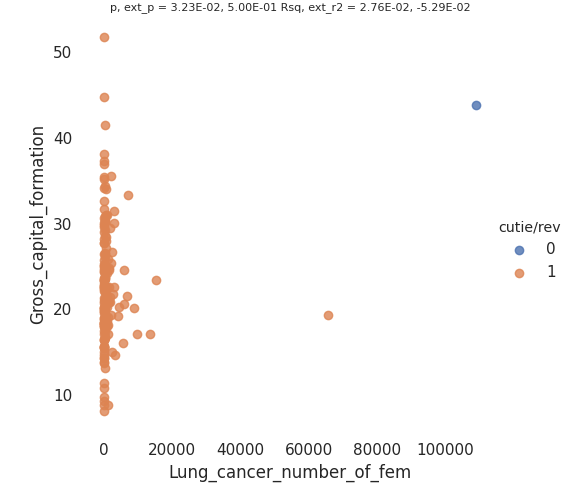 p, ext_p = 3.23E-02, 5.00E-01 Rsq, ext_r2 = 2.76E-02, -5.29E-02
50
40
30
20
10
Gross_capital_formation
0 20000 40000 60000 80000 100000
Lung_cancer_number_of_fem
cutie/rev
0
1